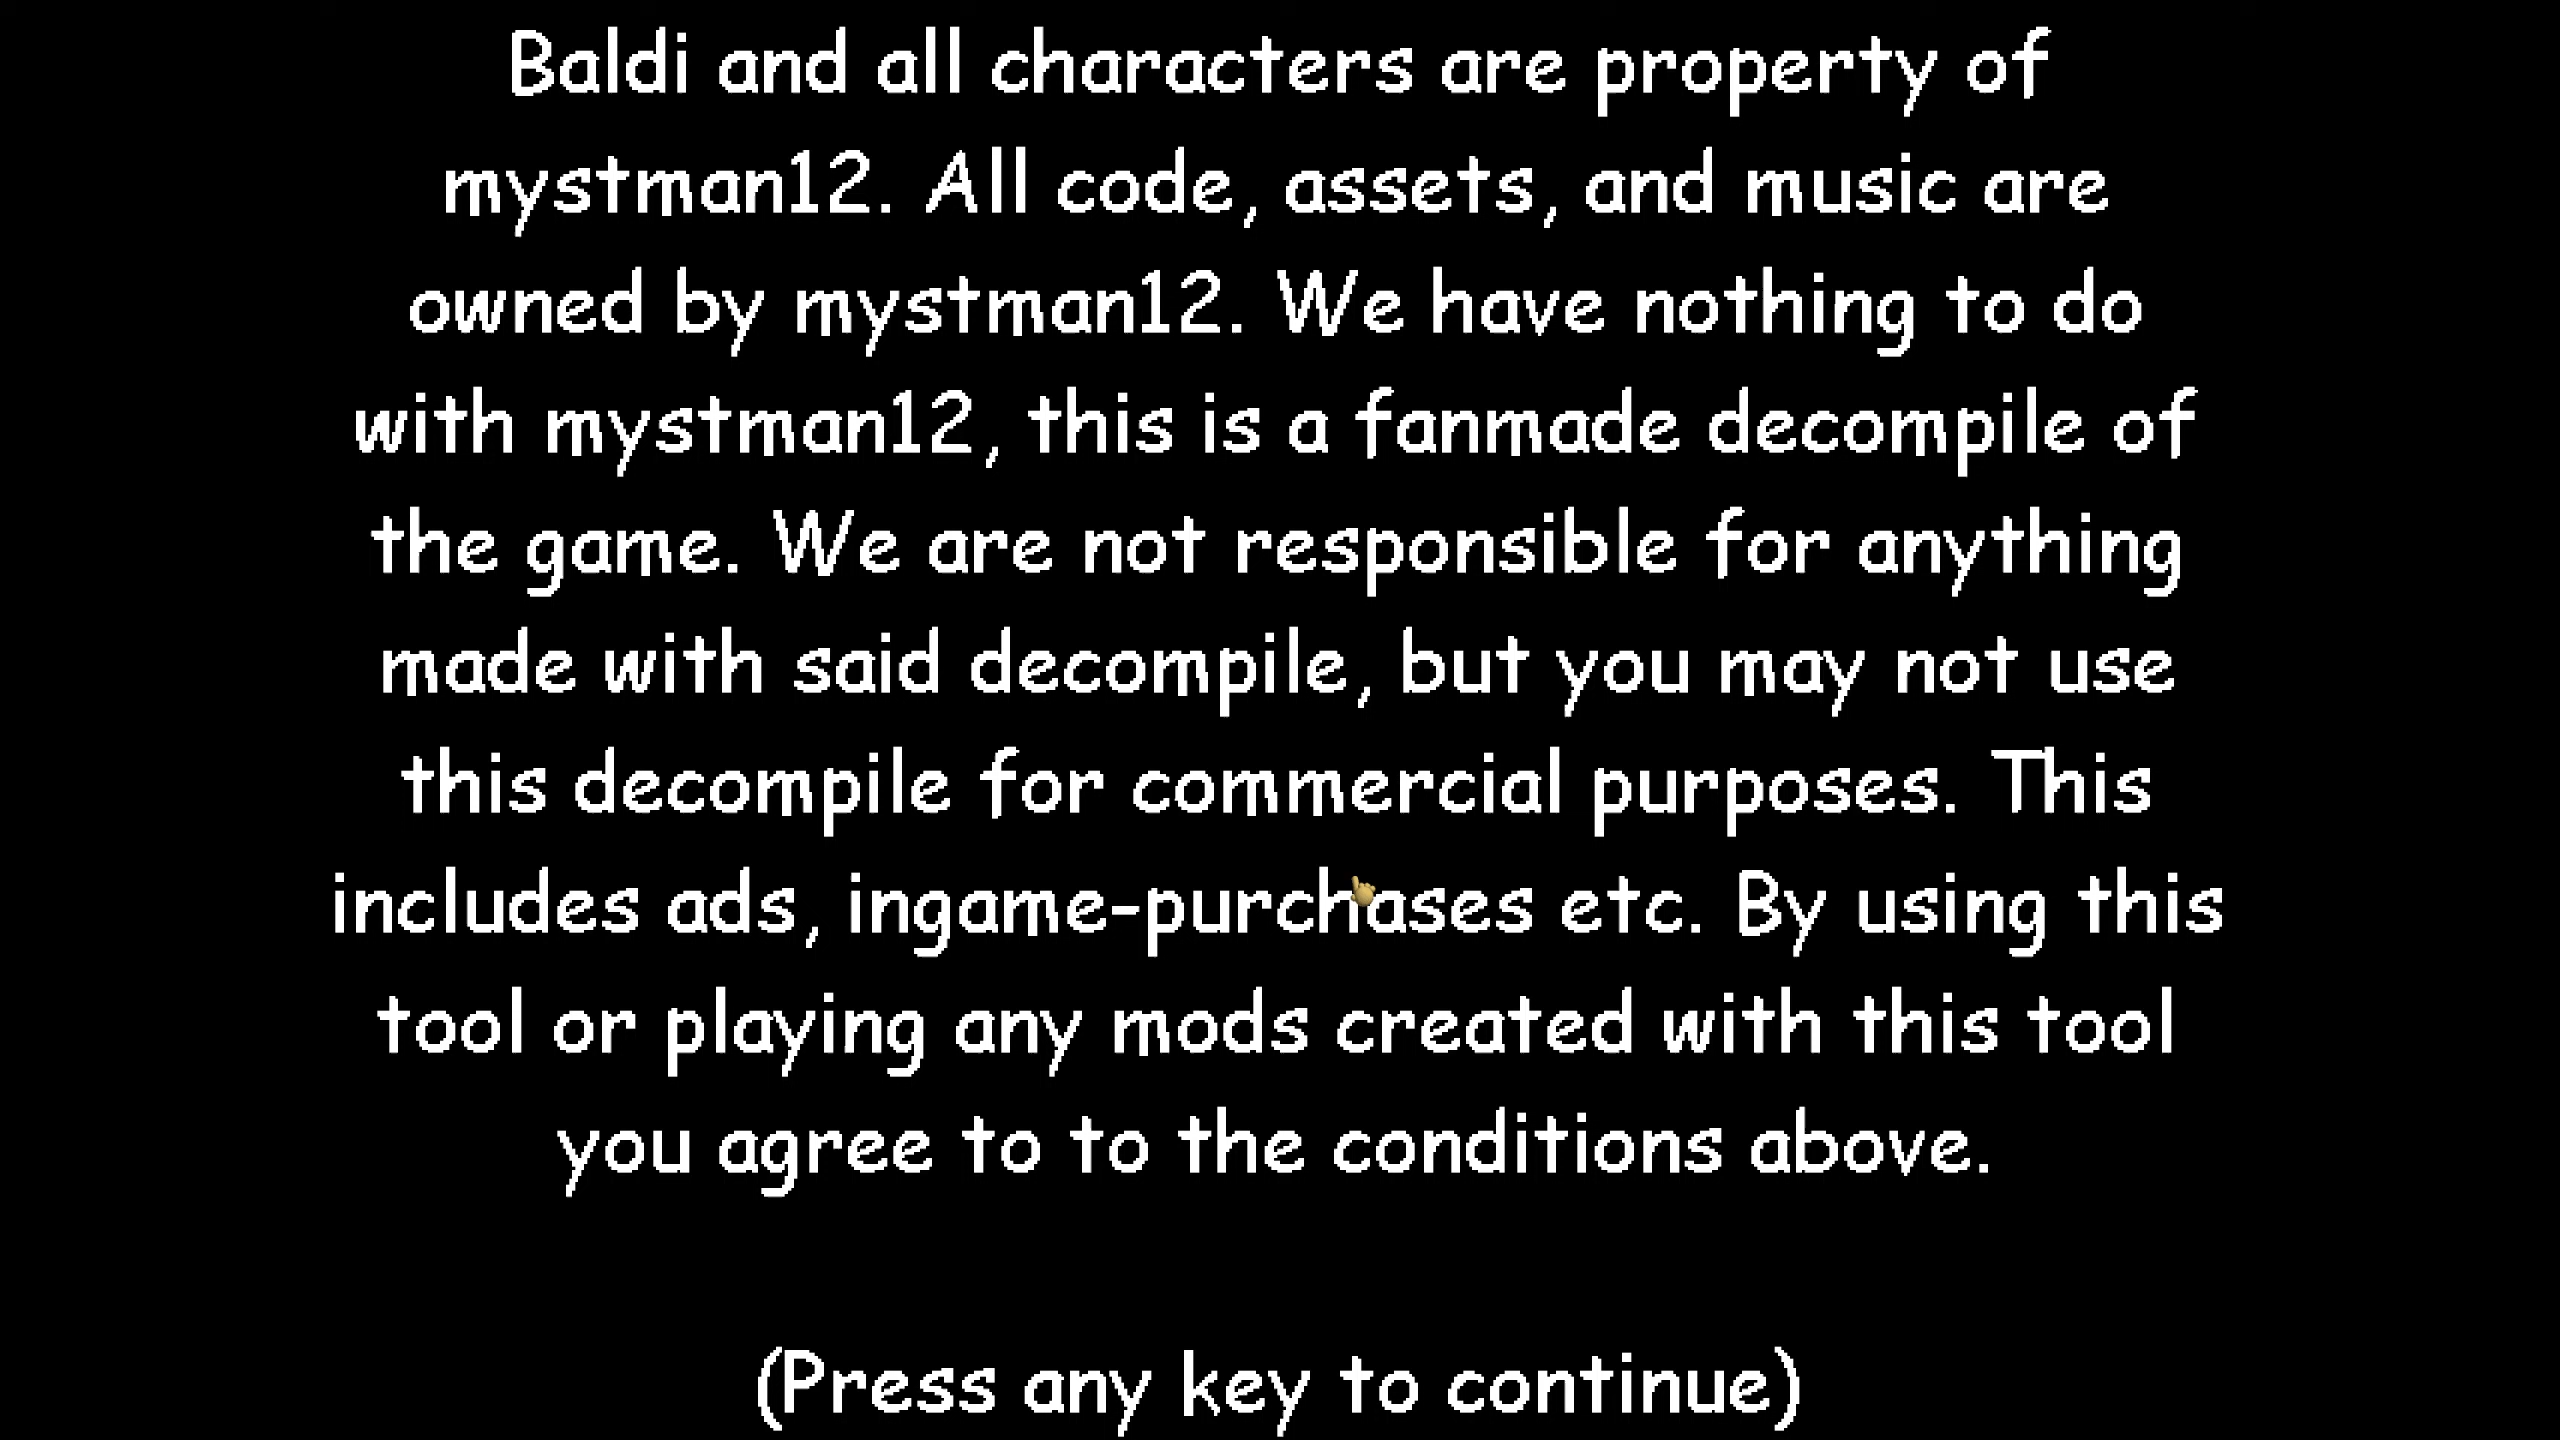 Baldi and all characters are property of
mystman12. All code, assets, and music are
owned by mystman12. We have nothing to do
with mystman12, this is a fanmade decompile of
the game. We are not responsible for anything
made with said decompile, but you may not use
this decompile for commercial purposes. This
includes ads, ingame-purchases etc. By using this
tool or playing any mods created with this tool
you agree to to the conditions above.
(Press any key to continue)